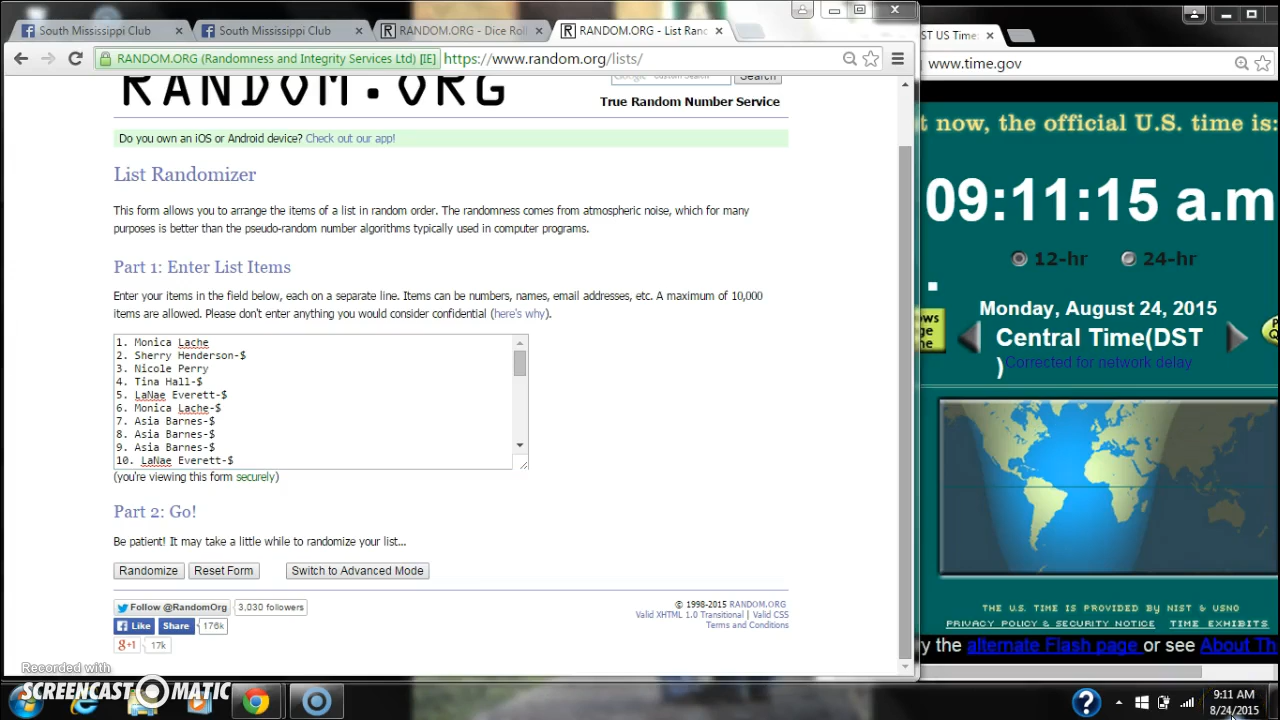 South Mississippi Club
South Mississippi Club
RANDOM.ORG - Dice Roll
RANDOM.ORG - List Ran
ST US Time:
RANDOM.ORG (Randomness and Integrity Services Ltd) [IE]
https://www.random.org/lists/
www.time.gov
RANDOM.ORG
Google Custom Search
Search
True Random Number Service
Do you own an iOS or Android device? Check out our app!
List Randomizer
This form allows you to arrange the items of a list in random order. The randomness comes from atmospheric noise, which for many
purposes is better than the pseudo-random number algorithms typically used in computer programs.
Part 1: Enter List Items
Enter your items in the field below, each on a separate line. Items can be numbers, names, email addresses, etc. A maximum of 10,000
items are allowed. Please don't enter anything you would consider confidential (here's why).
1. Monica Lache
2. Sherry Henderson-$
3. Nicole Perry
4. Tina Hall-$
5. LaNae Everett-$
6. Monica Lache-$
7. Asia Barnes-$
8. Asia Barnes-$
9. Asia Barnes-$
10. LaNae Everett-$
(you're viewing this form securely)
Part 2: Go!
Be patient! It may take a little while to randomize your list...
Randomize
Reset Form
Switch to Advanced Mode
Follow @RandomOrg
3,030 followers
© 1998-2015 RANDOM.ORG
Valid XHTML 1.0 Transitional | Valid CSS
Terms and Conditions
Like
Share
176k
g+1
17k
t now, the official U.S. time is:
09:11:15 a.m
12-hr
24-hr
Monday, August 24, 2015
Central Time(DST
)
Corrected for network delay
THE U.S. TIME IS PROVIDED BY NIST & USNO
PRIVACY POLICY & SECURITY NOTICE
TIME EXHIBITS
y the alternate Flash page or see About Th
Recorded with
SCREENCAST MATIC
9:11 AM
8/24/2015